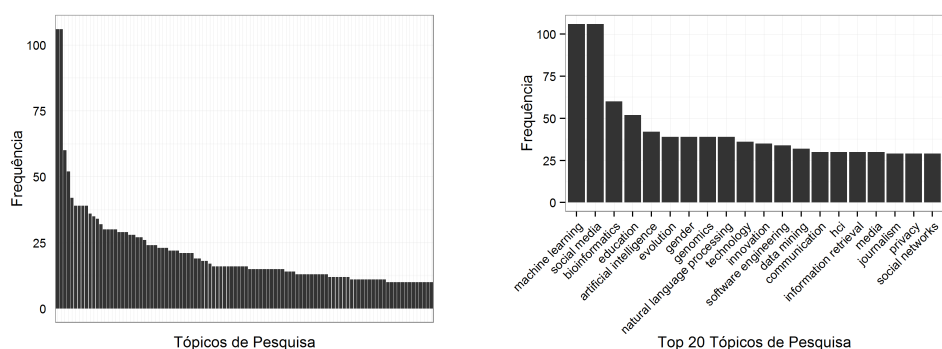 Frequência
100
75
50
25
0
Tópicos de Pesquisa
Frequência
100
75
50
25
0
machine learning
social media
bioinformatics
education
artificial intelligence
evolution
gender
genomics
natural language processing
technology
innovation
software engineering
data mining
communication
hci
information retrieval
media
journalism
privacy
social networks
Top 20 Tópicos de Pesquisa